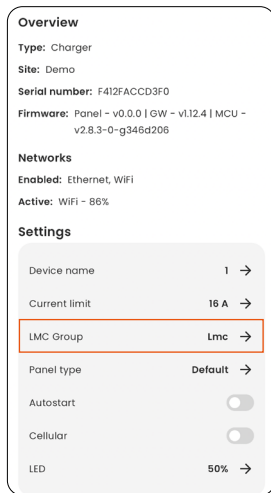 Overview
Type: Charger
Site: Demo
Serial number: F412FACCD3F0
Firmware: Panel - v0.0.0 | GW - v1.12.4 | MCU -
v2.8.3-0-g346d206
Networks
Enabled: Ethernet, WiFi
Active: WiFi - 86%
Settings
Device name 1 →
Current limit 16 A →
LMC Group Lmc →
Panel type Default →
Autostart
Cellular
LED 50% →